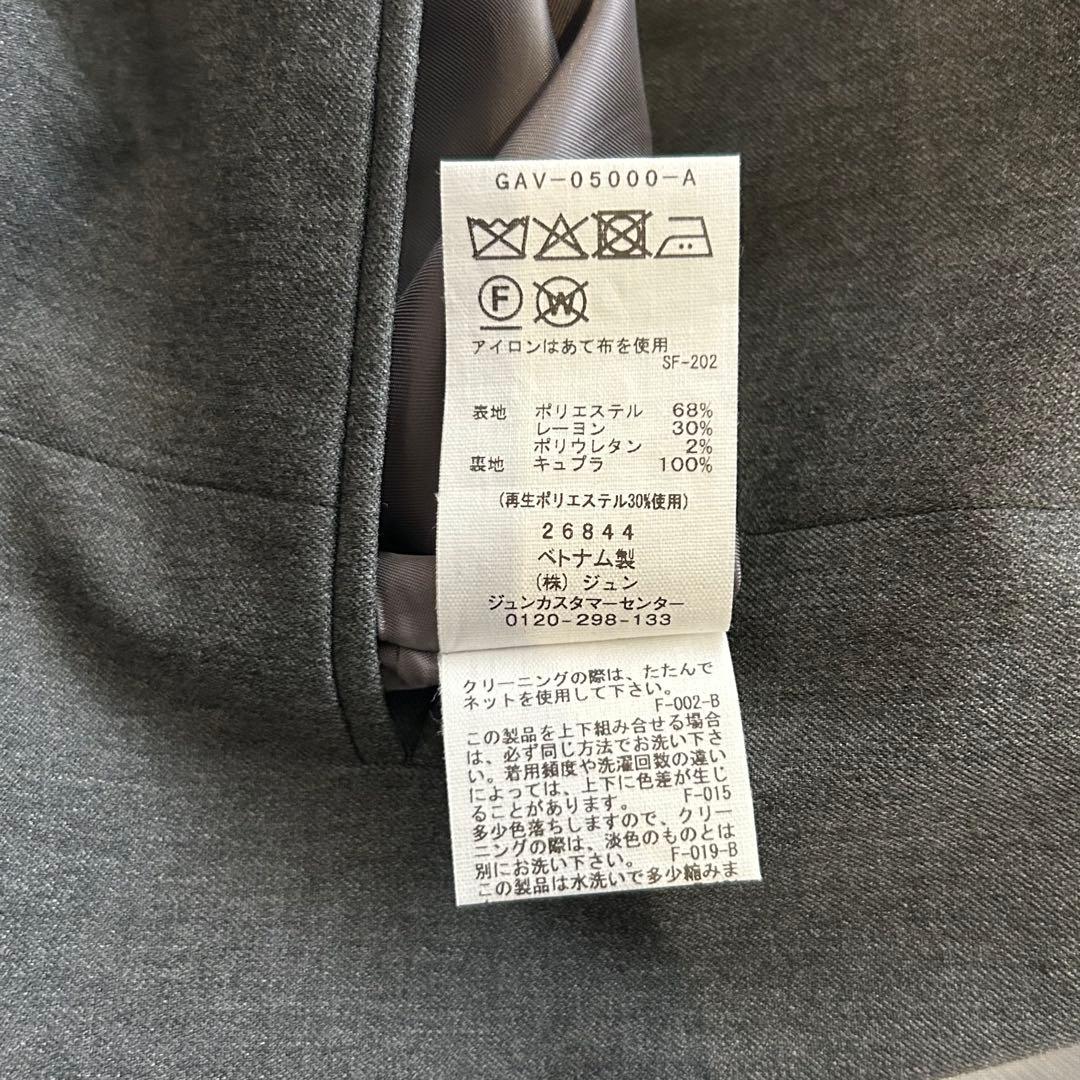 GAV-05000-A
F W
アイロンはあて布を使用
SF-202
表地 ポリエステル 68%
レーヨン 30%
ポリウレタン 2%
裏地 キュプラ 100%
(再生ポリエステル30%使用)
26844
ベトナム製
(株) ジュン
ジュンカスタマーセンター
0120-298-133
クリーニングの際は、たたんで
ネットを使用して下さい。
F-002-B
この製品を上下組み合せる場合
は、必ず同じ方法でお洗い下さ
い。着用頻度や洗濯回数の違い
によっては、上下に色差が生じ
ることがあります。 F-015
多少色落ちしますので、クリー
ニングの際は、淡色のものとは
別にお洗い下さい。 F-019-B
この製品は水洗いで多少縮みま